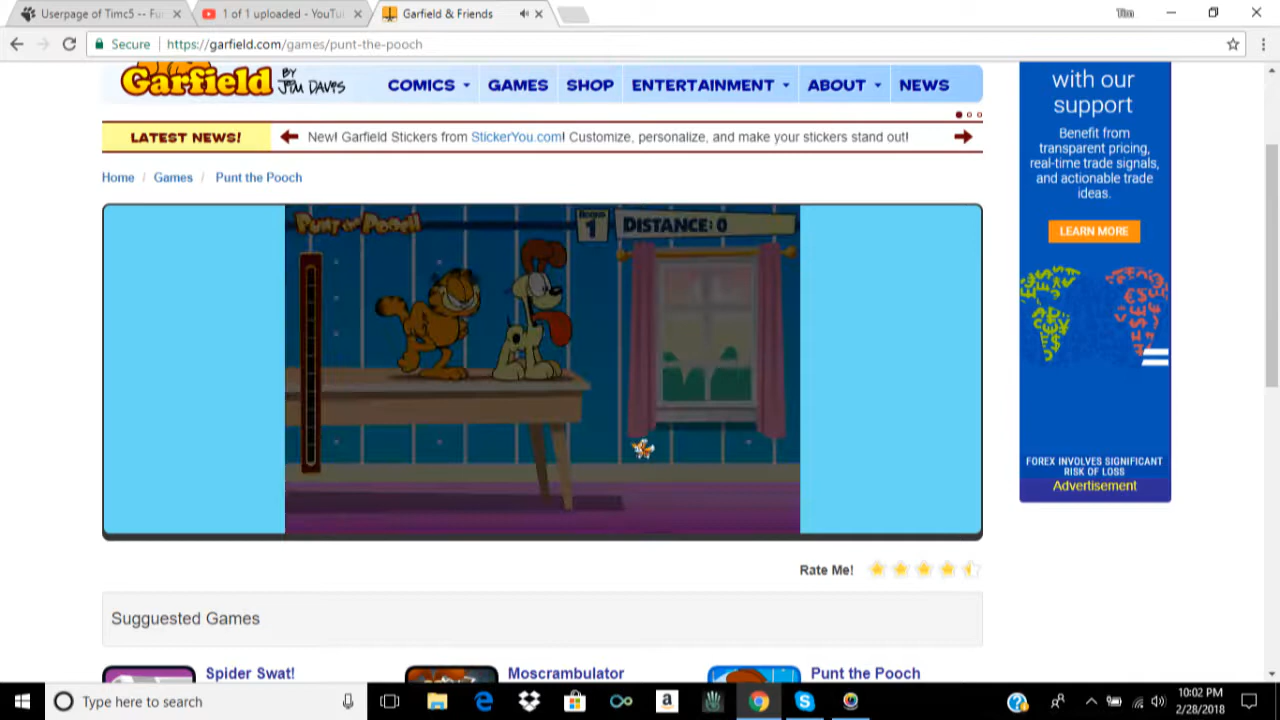 Userpage of Timc5 -- Fu
1 of 1 uploaded - YouTu
Garfield & Friends
Tim
Secure
https://garfield.com/games/punt-the-pooch
Garfield BY JIM DAVIS
COMICS
GAMES
SHOP
ENTERTAINMENT
ABOUT
NEWS
LATEST NEWS!
New! Garfield Stickers from StickerYou.com! Customize, personalize, and make your stickers stand out!
Home / Games / Punt the Pooch
PUNT THE POOCH
1
DISTANCE: 0
with our
support
Benefit from
transparent pricing,
real-time trade signals,
and actionable trade
ideas.
LEARN MORE
FOREX INVOLVES SIGNIFICANT
RISK OF LOSS
Advertisement
Rate Me!
Sugguested Games
Spider Swat!
Moscrambulator
Punt the Pooch
Type here to search
10:02 PM
2/28/2018